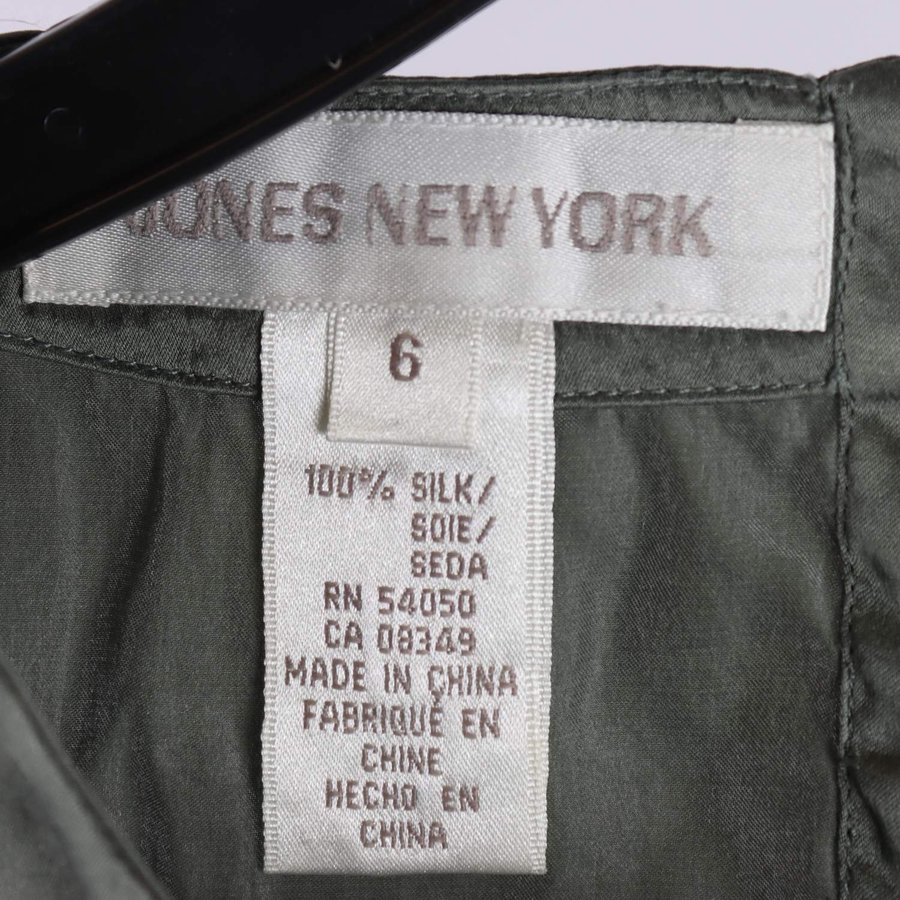 JONES NEW YORK
6
100% SILK/
SOIE/
SEDA
RN 54050
CA 08349
MADE IN CHINA
FABRIQUÉ EN
CHINE
HECHO EN
CHINA